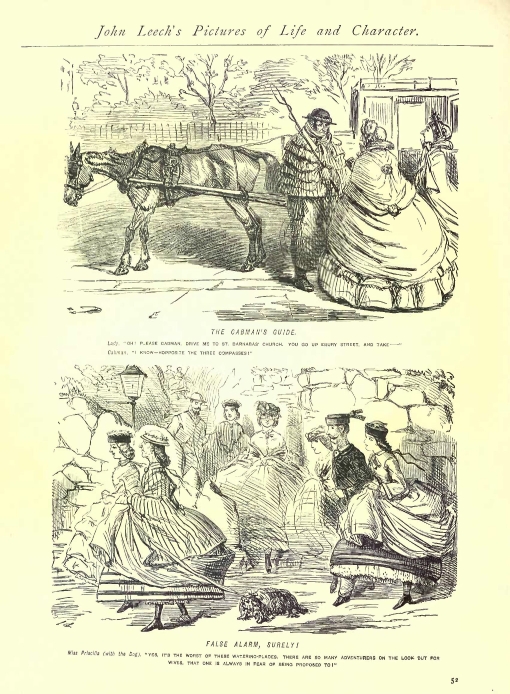 John Leech's Pictures of Life and Character.
THE CABMAN'S GUIDE.
Lady. "OH! PLEASE CABMAN, DRIVE ME TO ST. BARNABAS' CHURCH. YOU GO UP EBURY STREET, AND TAKE——
Cabman. "I KNOW—HOPPOSITE THE THREE COMPASSES!"
FALSE ALARM, SURELY!
Miss Priscilla (with the Dog). "YES, IT'S THE WORST OF THESE WATERING-PLACES, THERE ARE SO MANY ADVENTURERS ON THE LOOK OUT FOR
WIVES, THAT ONE IS ALWAYS IN FEAR OF BEING PROPOSED TO!"
52